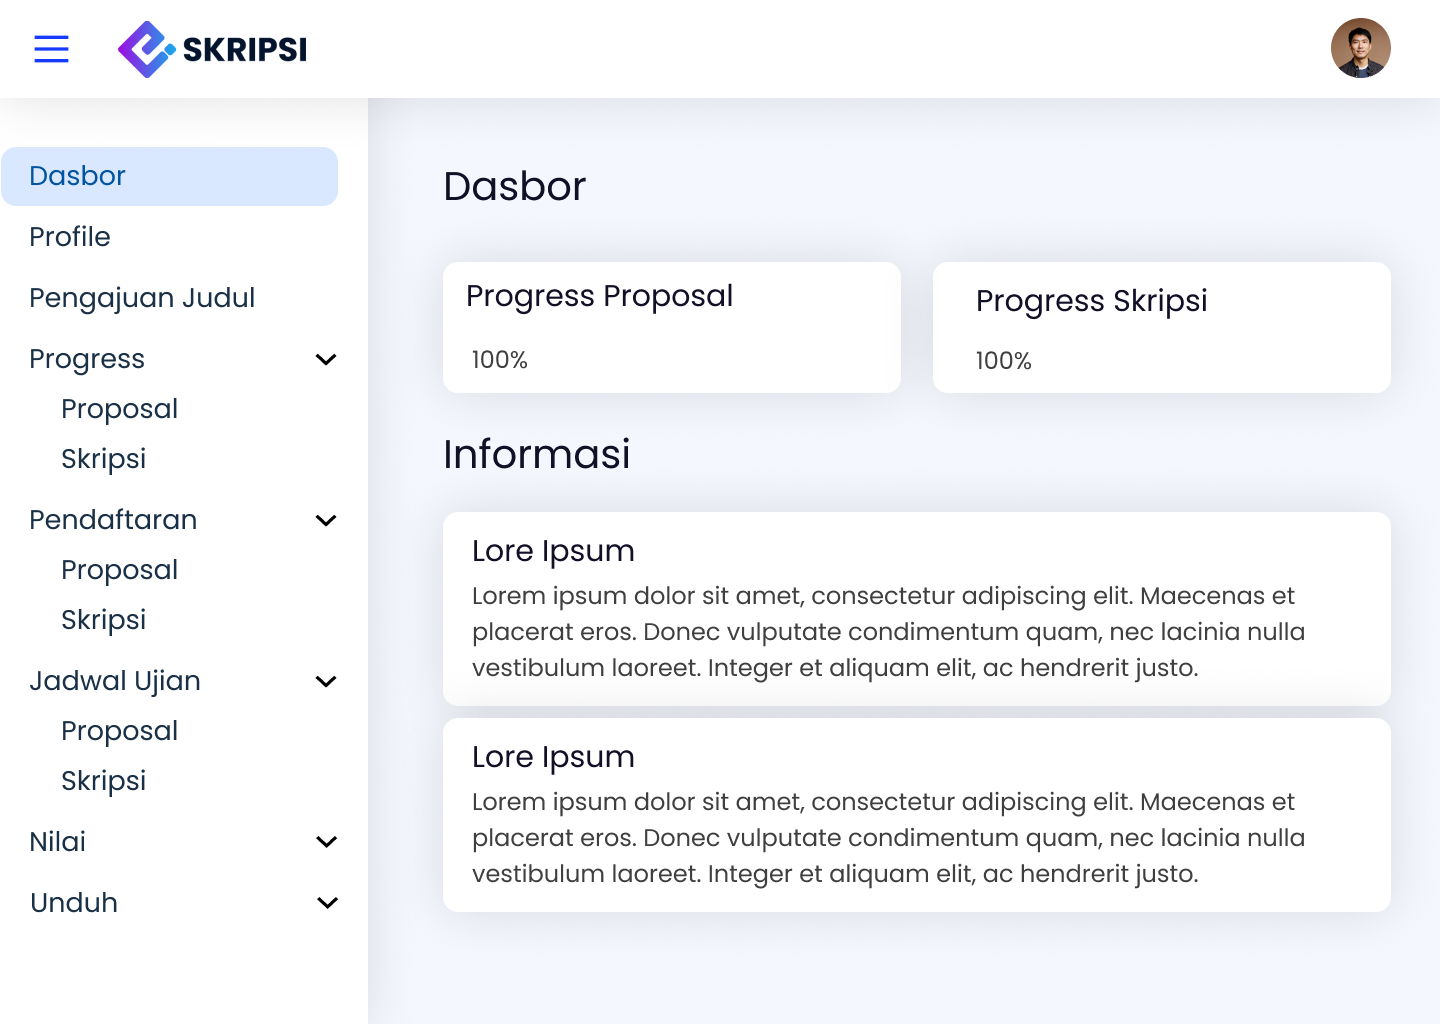 SKRIPSI
Dasbor
Profile
Pengajuan Judul
Progress
Proposal
Skripsi
Pendaftaran
Proposal
Skripsi
Jadwal Ujian
Proposal
Skripsi
Nilai
Unduh
Dasbor
Progress Proposal
100%
Progress Skripsi
100%
Informasi
Lore Ipsum
Lorem ipsum dolor sit amet, consectetur adipiscing elit. Maecenas et
placerat eros. Donec vulputate condimentum quam, nec lacinia nulla
vestibulum laoreet. Integer et aliquam elit, ac hendrerit justo.
Lore Ipsum
Lorem ipsum dolor sit amet, consectetur adipiscing elit. Maecenas et
placerat eros. Donec vulputate condimentum quam, nec lacinia nulla
vestibulum laoreet. Integer et aliquam elit, ac hendrerit justo.